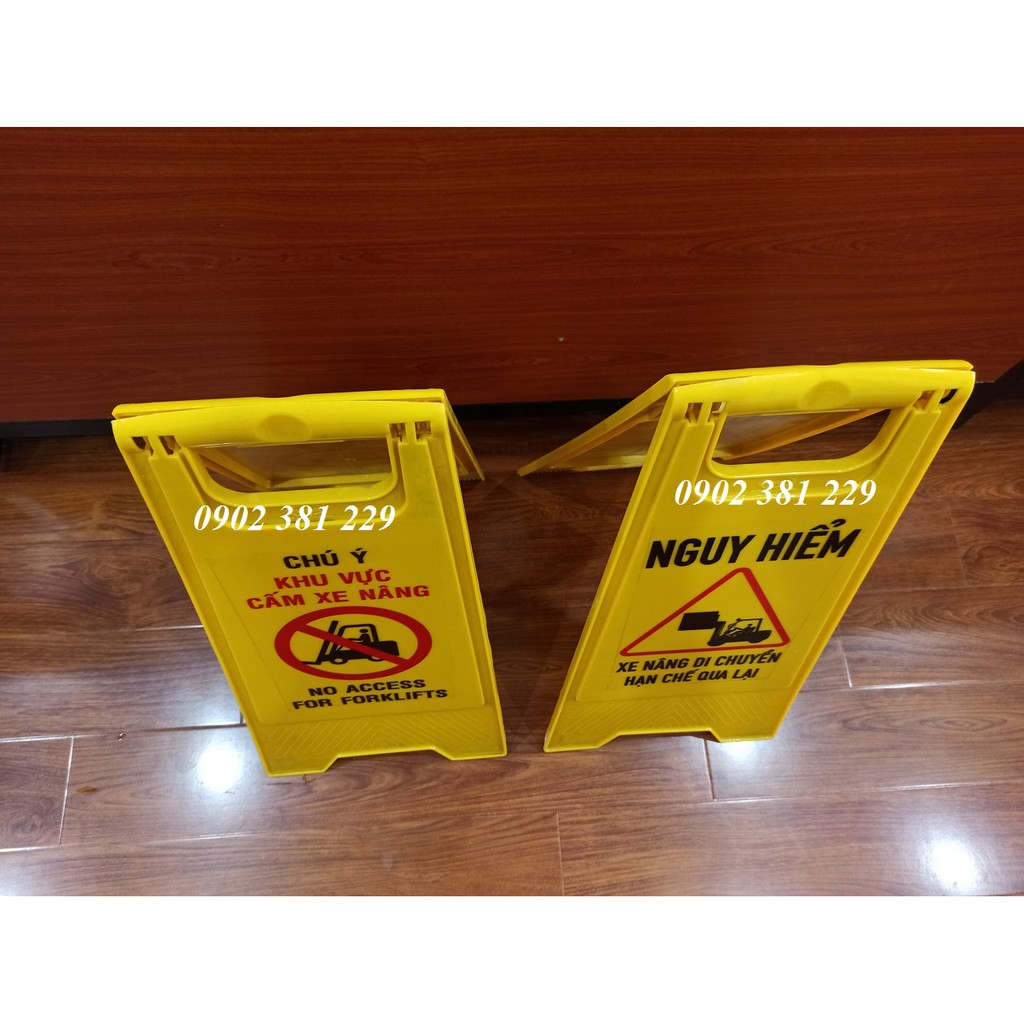 0902 381 229
CHÚ Ý
KHU VỰC
CẤM XE NÂNG
NO ACCESS
FOR FORKLIFTS
0902 381 229
NGUY HIỂM
XE NÂNG DI CHUYỂN
HẠN CHẾ QUA LẠI